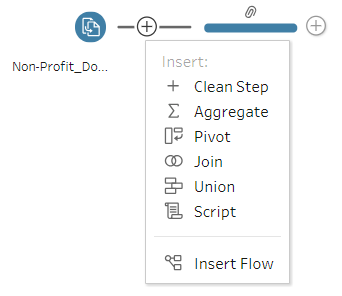 Non-Profit_Do...
Insert:
Clean Step
Aggregate
Pivot
Join
Union
Script
Insert Flow